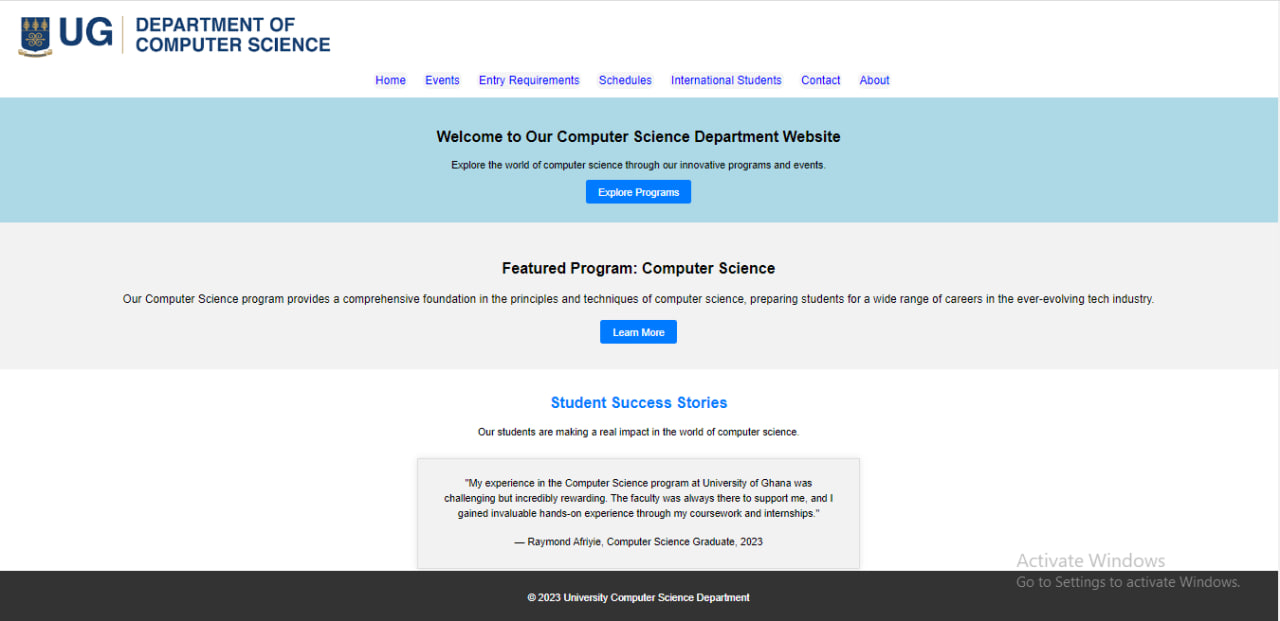 UG
DEPARTMENT OF
COMPUTER SCIENCE
Home Events Entry Requirements Schedules International Students Contact About
Welcome to Our Computer Science Department Website
Explore the world of computer science through our innovative programs and events.
Explore Programs
Featured Program: Computer Science
Our Computer Science program provides a comprehensive foundation in the principles and techniques of computer science, preparing students for a wide range of careers in the ever-evolving tech industry.
Learn More
Student Success Stories
Our students are making a real impact in the world of computer science.
"My experience in the Computer Science program at University of Ghana was
challenging but incredibly rewarding. The faculty was always there to support me, and I
gained invaluable hands-on experience through my coursework and internships."
— Raymond Afriyie, Computer Science Graduate, 2023
Activate Windows
Go to Settings to activate Windows.
© 2023 University Computer Science Department